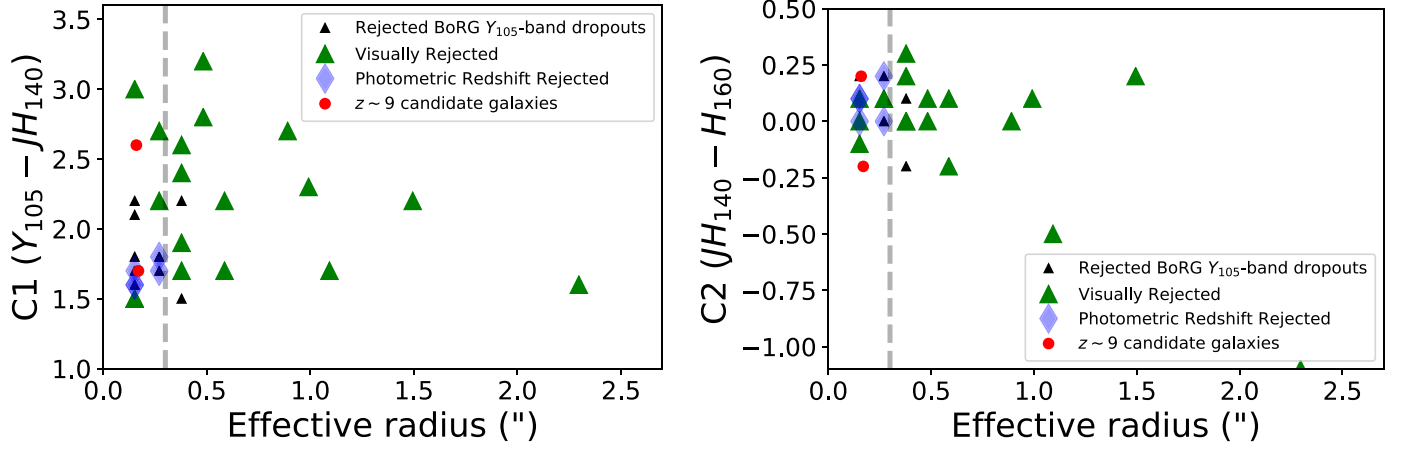 3.5
3.0
2.5
2.0
1.5
1.0
C1 (Y105 − JH140)
0.0 0.5 1.0 1.5 2.0 2.5
Effective radius (")
Rejected BoRG Y105-band dropouts
Visually Rejected
Photometric Redshift Rejected
z ~ 9 candidate galaxies
0.50
0.25
0.00
−0.25
−0.50
−0.75
−1.00
C2 (JH140 − H160)
Rejected BoRG Y105-band dropouts
Visually Rejected
Photometric Redshift Rejected
z ~ 9 candidate galaxies
0.0 0.5 1.0 1.5 2.0 2.5
Effective radius (")